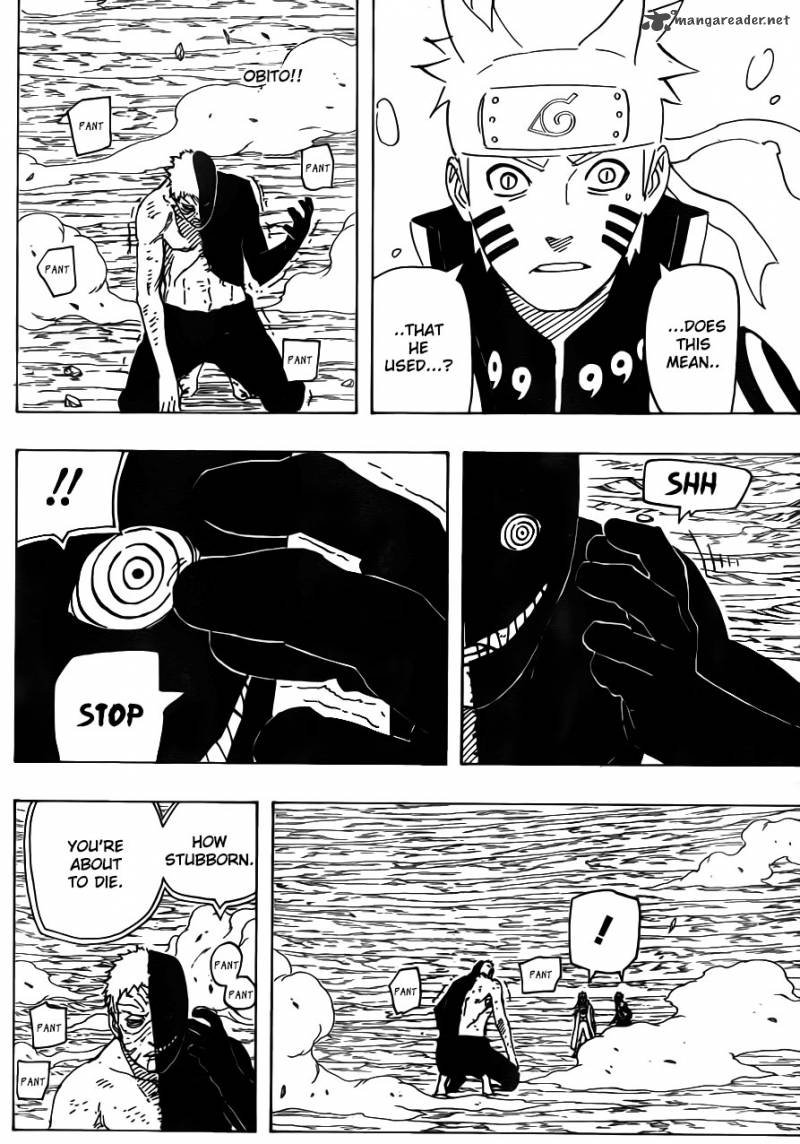 mangareader.net
...DOES
THIS
MEAN..
..THAT
HE
USED...?
OBITO!!
PANT
PANT
PANT
PANT
SHH
!!
STOP
!
PANT
PANT
HOW
STUBBORN.
YOU'RE
ABOUT
TO DIE.
PANT
PANT
PANT
PANT